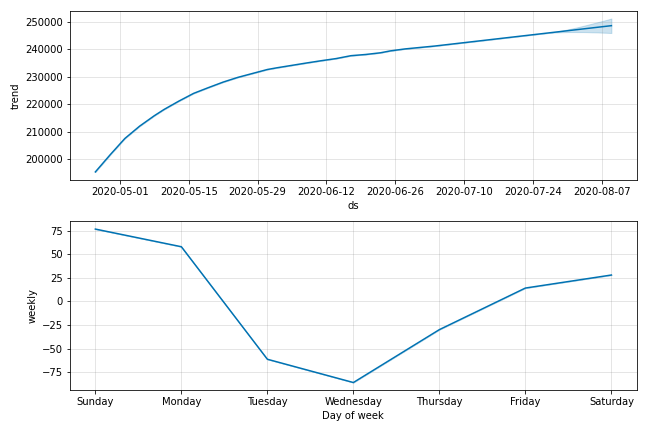 250000
240000
230000
220000
210000
200000
trend
2020-05-01 2020-05-15 2020-05-29 2020-06-12 2020-06-26 2020-07-10 2020-07-24 2020-08-07
ds
75
50
25
0
−25
−50
−75
weekly
Sunday Monday Tuesday Wednesday Thursday Friday Saturday
Day of week